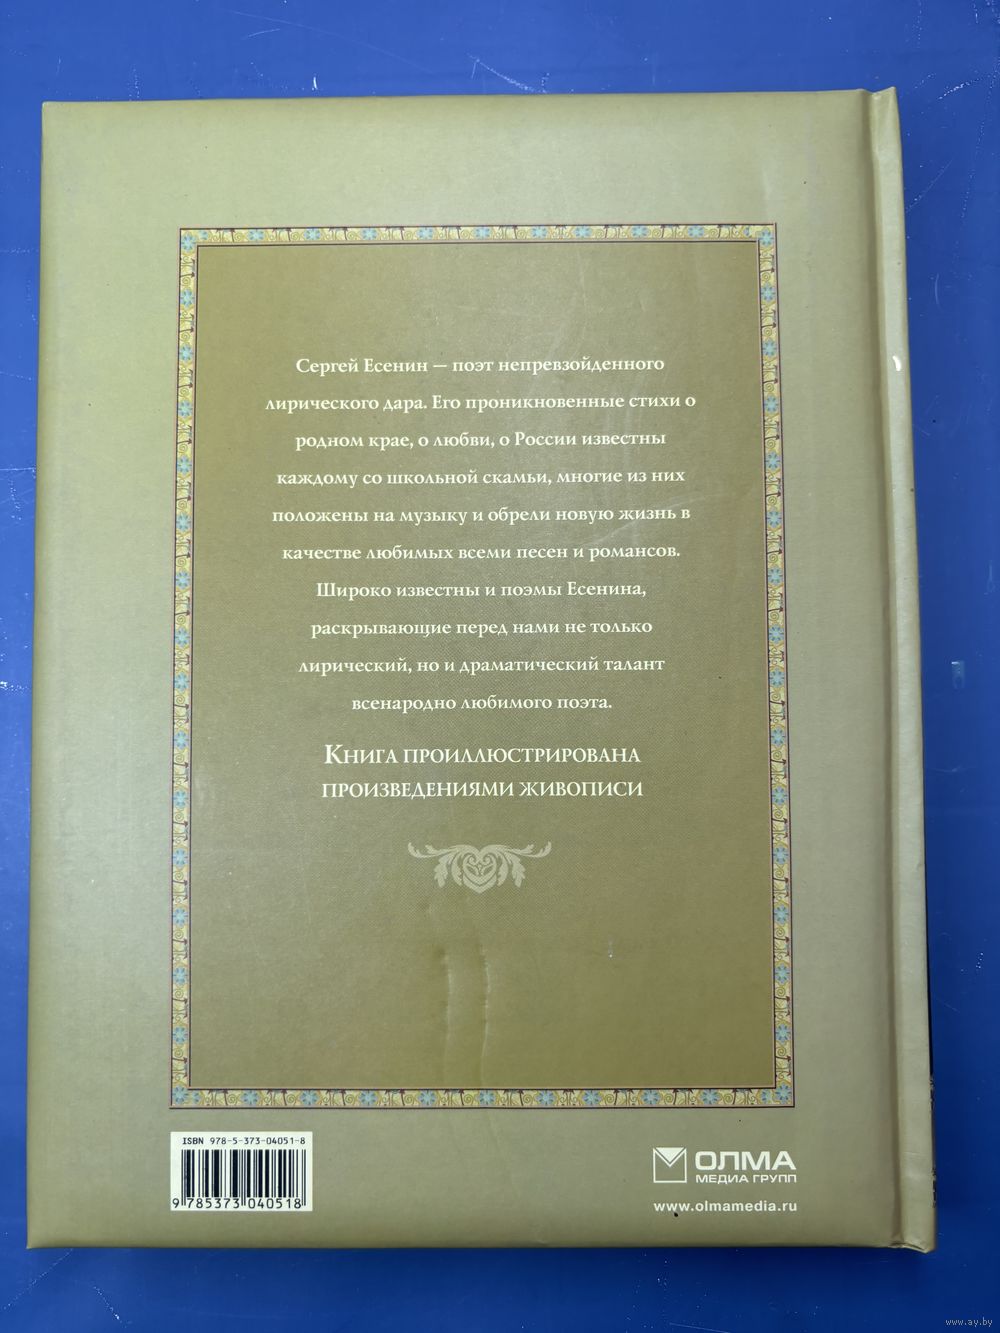 Сергей Есенин — поэт непревзойденного
лирического дара. Его проникновенные стихи о
родном крае, о любви, о России известны
каждому со школьной скамьи, многие из них
положены на музыку и обрели новую жизнь в
качестве любимых всеми песен и романсов.
Широко известны и поэмы Есенина,
раскрывающие перед нами не только
лирический, но и драматический талант
всенародно любимого поэта.
Книга проиллюстрирована
произведениями живописи
ISBN 978-5-373-04051-8
9 785373 040518
ОЛМА
МЕДИА ГРУПП
www.olmamedia.ru
www.ay.by